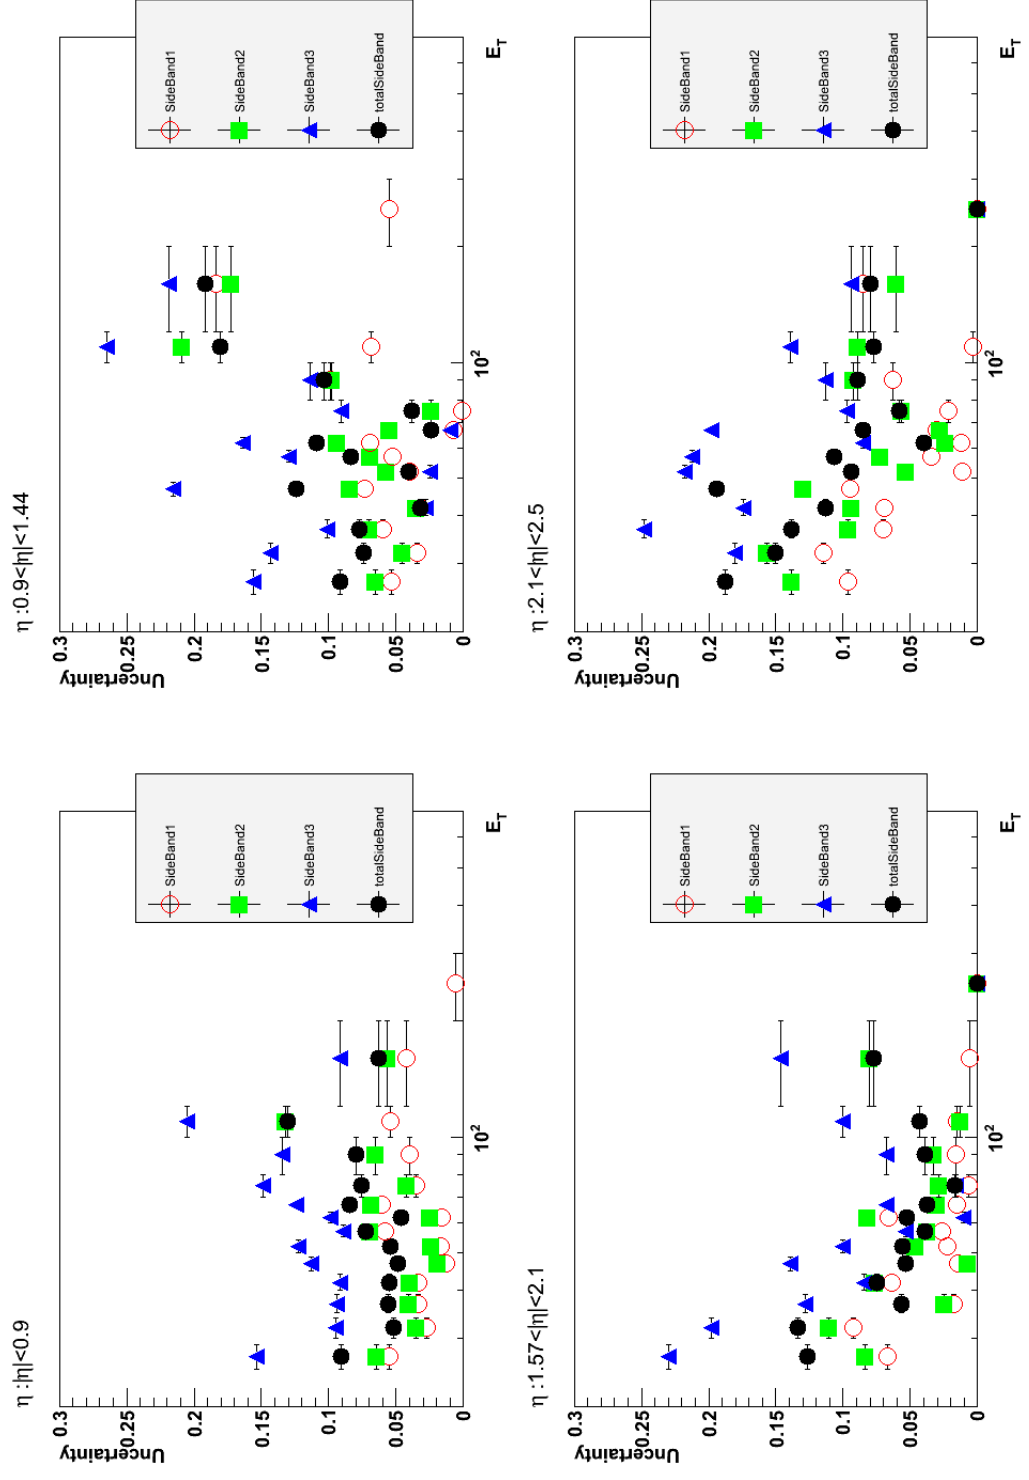 η :|η|<0.9
Uncertainty
0.3
0.25
0.2
0.15
0.1
0.05
0
10²
E_T
SideBand1
SideBand2
SideBand3
totalSideBand
η :0.9<|η|<1.44
Uncertainty
0.3
0.25
0.2
0.15
0.1
0.05
0
10²
E_T
SideBand1
SideBand2
SideBand3
totalSideBand
η :1.57<|η|<2.1
Uncertainty
0.3
0.25
0.2
0.15
0.1
0.05
0
10²
E_T
SideBand1
SideBand2
SideBand3
totalSideBand
η :2.1<|η|<2.5
Uncertainty
0.3
0.25
0.2
0.15
0.1
0.05
0
10²
E_T
SideBand1
SideBand2
SideBand3
totalSideBand